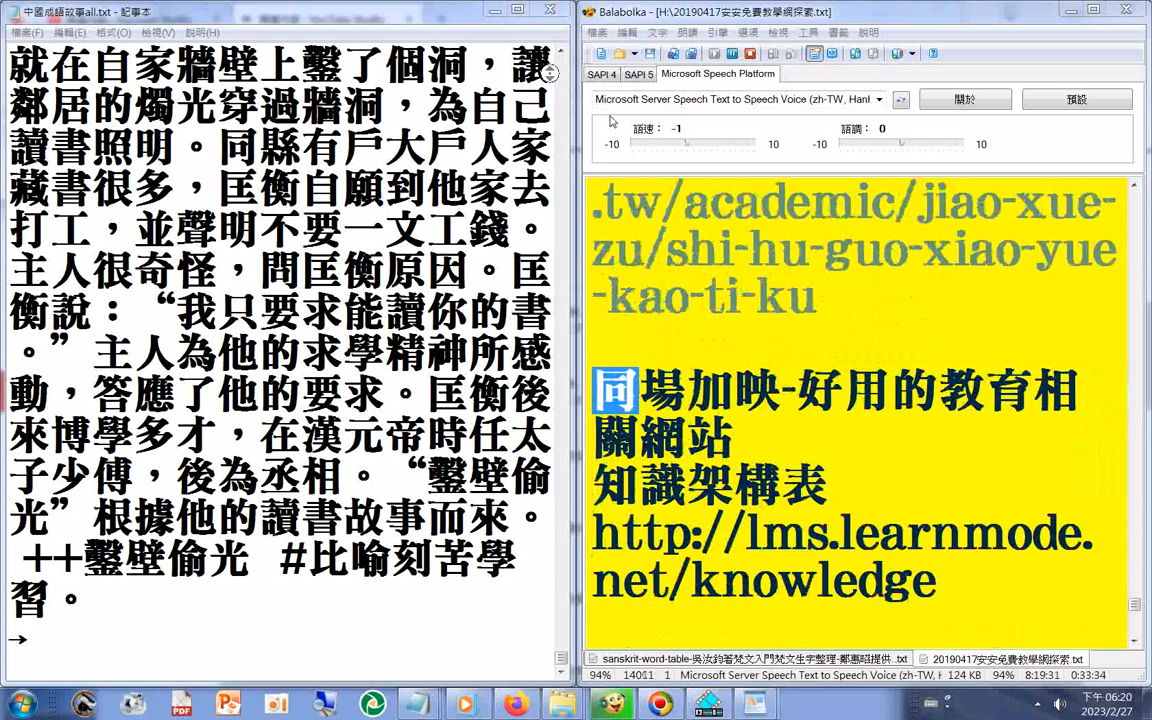 中國成語故事all.txt - 記事本
檔案(F) 編輯(E) 格式(O) 檢視(V) 說明(H)
就在自家牆壁上鑿了個洞，讓
鄰居的燭光穿過牆洞，為自己
讀書照明。同縣有戶大戶人家
藏書很多，匡衡自願到他家去
打工，並聲明不要一文工錢。
主人很奇怪，問匡衡原因。匡
衡說：“我只要求能讀你的書
。” 主人為他的求學精神所感
動，答應了他的要求。匡衡後
來博學多才，在漢元帝時任太
子少傅，後為丞相。“鑿壁偷
光” 根據他的讀書故事而來。
++鑿壁偷光 #比喻刻苦學
習。
→
Balabolka - [H:\20190417安安免費教學網探索.txt]
檔案 編輯 文字 朗讀 引擎 選項 檢視 工具 書籤 說明
SAPI 4 SAPI 5 Microsoft Speech Platform
Microsoft Server Speech Text to Speech Voice (zh-TW, Hanl
關於 預設
語速： -1 語調： 0
-10 10 -10 10
.tw/academic/jiao-xue-
zu/shi-hu-guo-xiao-yue
-kao-ti-ku
同場加映-好用的教育相
關網站
知識架構表
http://lms.learnmode.
net/knowledge
sanskrit-word-table-吳汝鈞著梵文入門梵文生字整理-鄭惠昭提供...txt 20190417安安免費教學網探索.txt
94% 14011 1 Microsoft Server Speech Text to Speech Voice (zh-TW, H 124 KB 94% 8:19:31 0:33:34
下午 06:20
2023/2/27